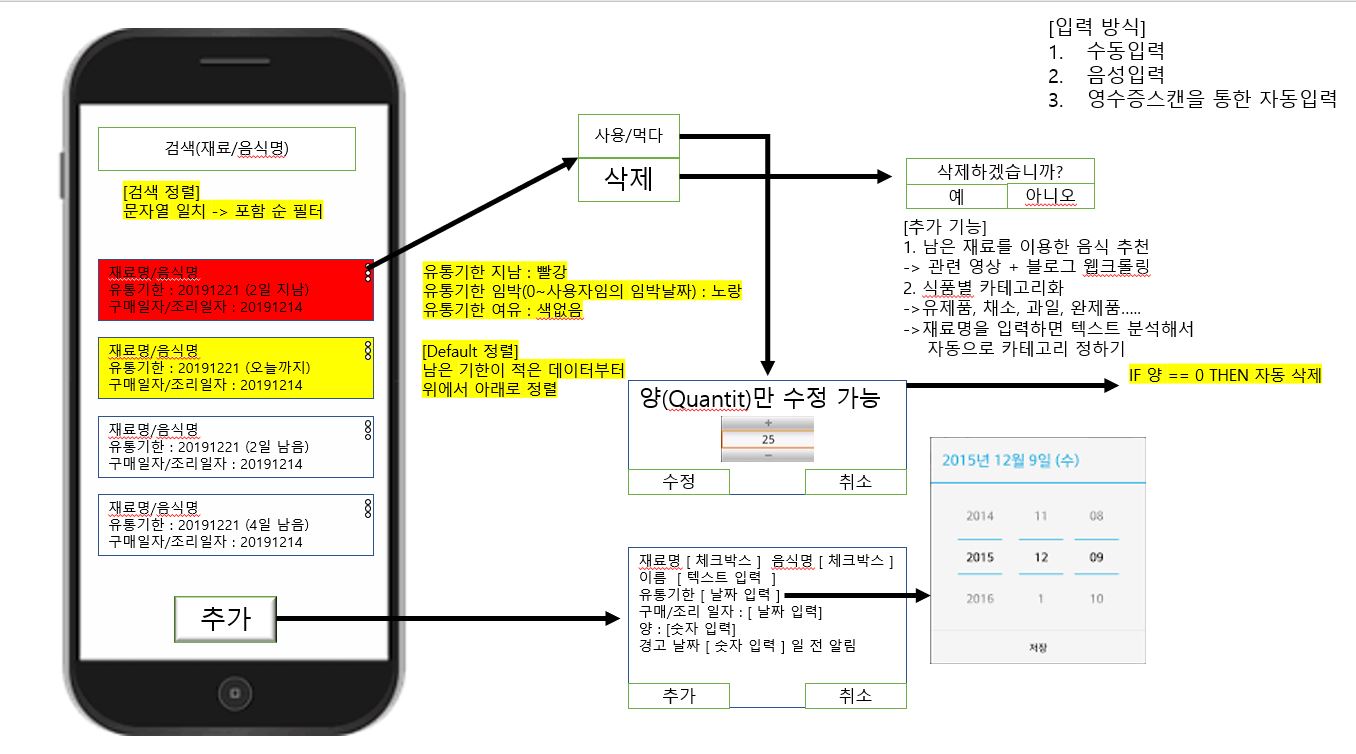 [입력 방식]
1. 수동입력
2. 음성입력
3. 영수증스캔을 통한 자동입력
검색(재료/음식명)
[검색 정렬]
문자열 일치 -> 포함 순 필터
재료명/음식명
유통기한 : 20191221 (2일 지남)
구매일자/조리일자 : 20191214
재료명/음식명
유통기한 : 20191221 (오늘까지)
구매일자/조리일자 : 20191214
재료명/음식명
유통기한 : 20191221 (2일 남음)
구매일자/조리일자 : 20191214
재료명/음식명
유통기한 : 20191221 (4일 남음)
구매일자/조리일자 : 20191214
추가
사용/먹다
삭제
유통기한 지남 : 빨강
유통기한 임박(0~사용자임의 임박날짜) : 노랑
유통기한 여유 : 색없음
[Default 정렬]
남은 기한이 적은 데이터부터
위에서 아래로 정렬
삭제하겠습니까?
예
아니오
[추가 기능]
1. 남은 재료를 이용한 음식 추천
-> 관련 영상 + 블로그 웹크롤링
2. 식품별 카테고리화
->유제품, 채소, 과일, 완제품.....
->재료명을 입력하면 텍스트 분석해서
자동으로 카테고리 정하기
양(Quantit)만 수정 가능
+
25
−
수정
취소
IF 양 == 0 THEN 자동 삭제
재료명 [ 체크박스 ] 음식명 [ 체크박스 ]
이름 [ 텍스트 입력 ]
유통기한 [ 날짜 입력 ]
구매/조리 일자 : [ 날짜 입력]
양 : [숫자 입력]
경고 날짜 [ 숫자 입력 ] 일 전 알림
추가
취소
2015년 12월 9일 (수)
2014 11 08
2015 12 09
2016 1 10
저장